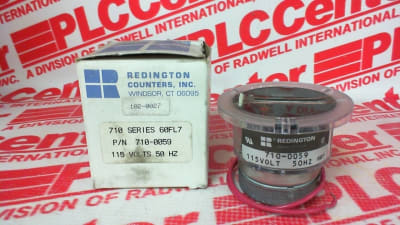 PLCCenter
A DIVISION OF RADWELL INTERNATIONAL
REDINGTON
COUNTERS, INC.
WINDSOR, CT 06095
102-0027
710 SERIES 60FL7
P/N 710-0059
115 VOLTS 50 HZ
REDINGTON
710-0059
115VOLT 50HZ